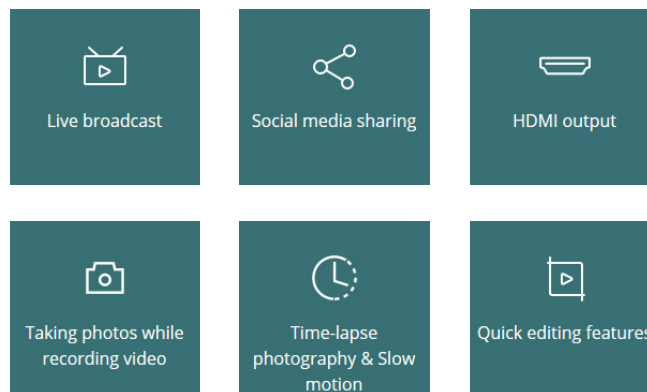 Live broadcast
Social media sharing
HDMI output
Taking photos while
recording video
Time-lapse
photography & Slow
motion
Quick editing features